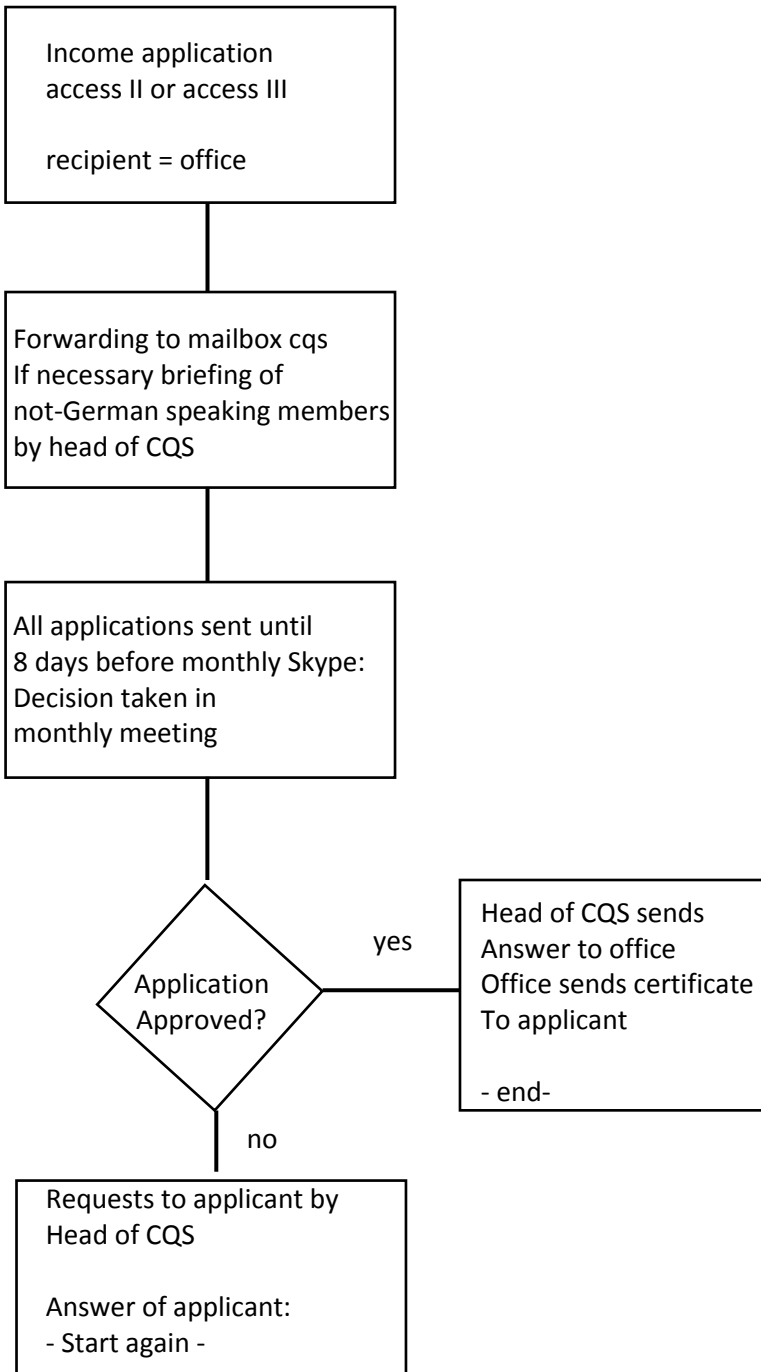 Income application
access II or access III
recipient = office
Forwarding to mailbox cqs
If necessary briefing of
not-German speaking members
by head of CQS
All applications sent until
8 days before monthly Skype:
Decision taken in
monthly meeting
Application
Approved?
yes
Head of CQS sends
Answer to office
Office sends certificate
To applicant
- end-
no
Requests to applicant by
Head of CQS
Answer of applicant:
- Start again -